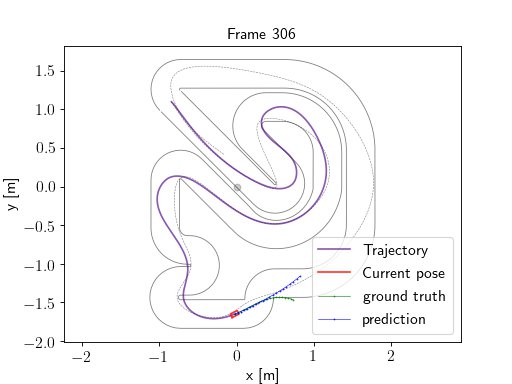 Frame 306
1.5
1.0
0.5
0.0
−0.5
−1.0
−1.5
−2.0
y [m]
−2
−1
0
1
2
x [m]
Trajectory
Current pose
ground truth
prediction